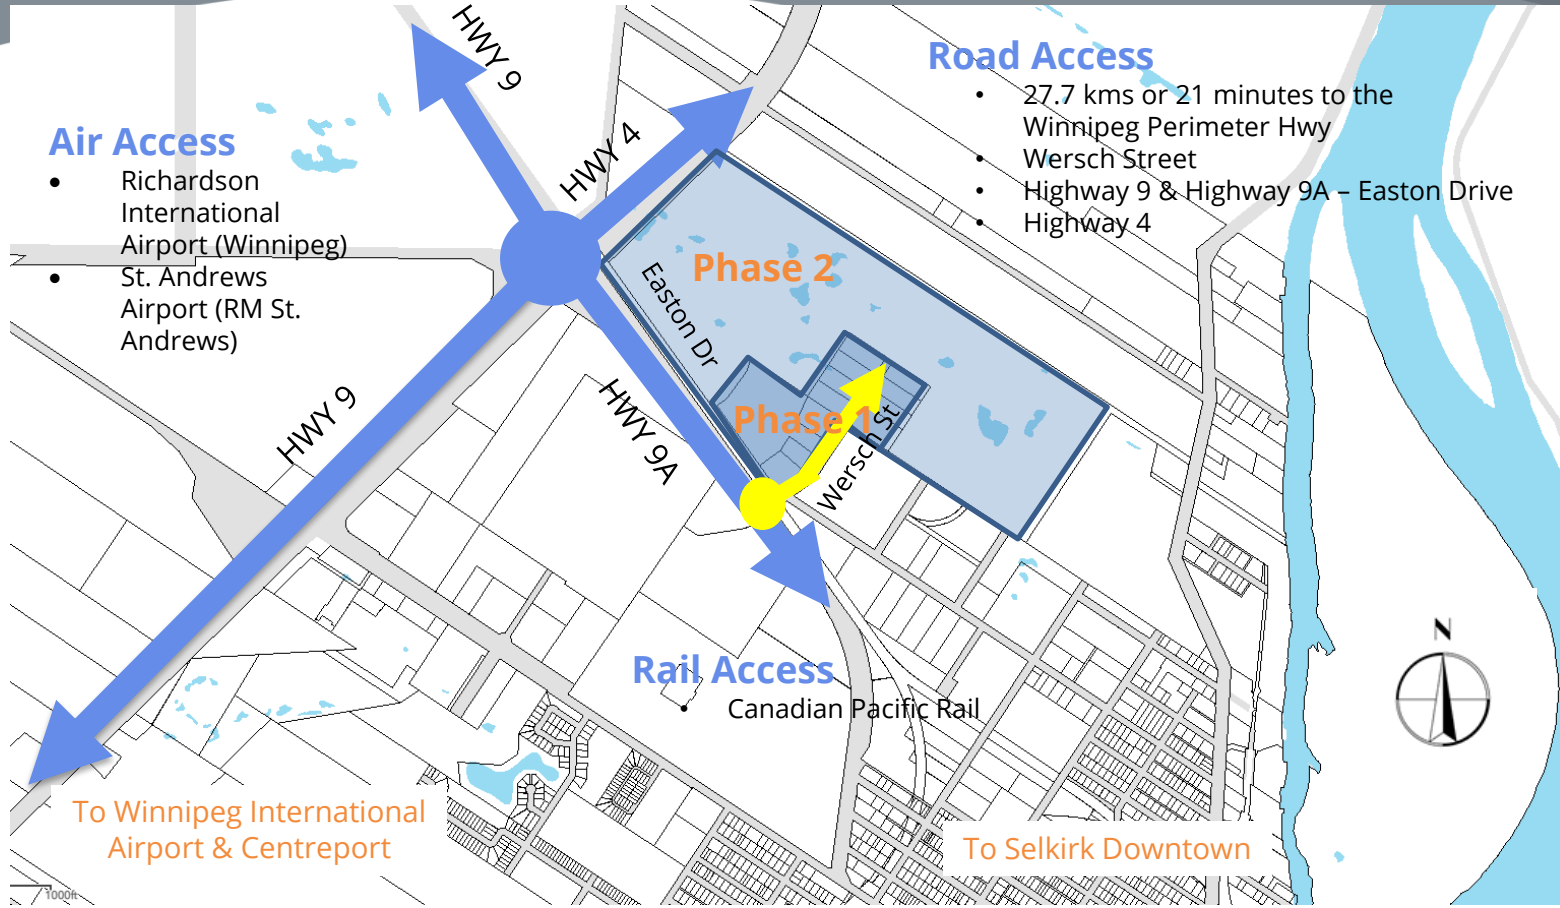 HWY 9
Road Access
• 27.7 kms or 21 minutes to the
Winnipeg Perimeter Hwy
• Wersch Street
• Highway 9 & Highway 9A – Easton Drive
• Highway 4
Air Access
• Richardson
International
Airport (Winnipeg)
• St. Andrews
Airport (RM St.
Andrews)
HWY 4
Phase 2
Easton Dr
HWY 9
HWY 9A
Phase 1
Wersch St
N
Rail Access
• Canadian Pacific Rail
To Winnipeg International
Airport & Centreport
To Selkirk Downtown
1000ft